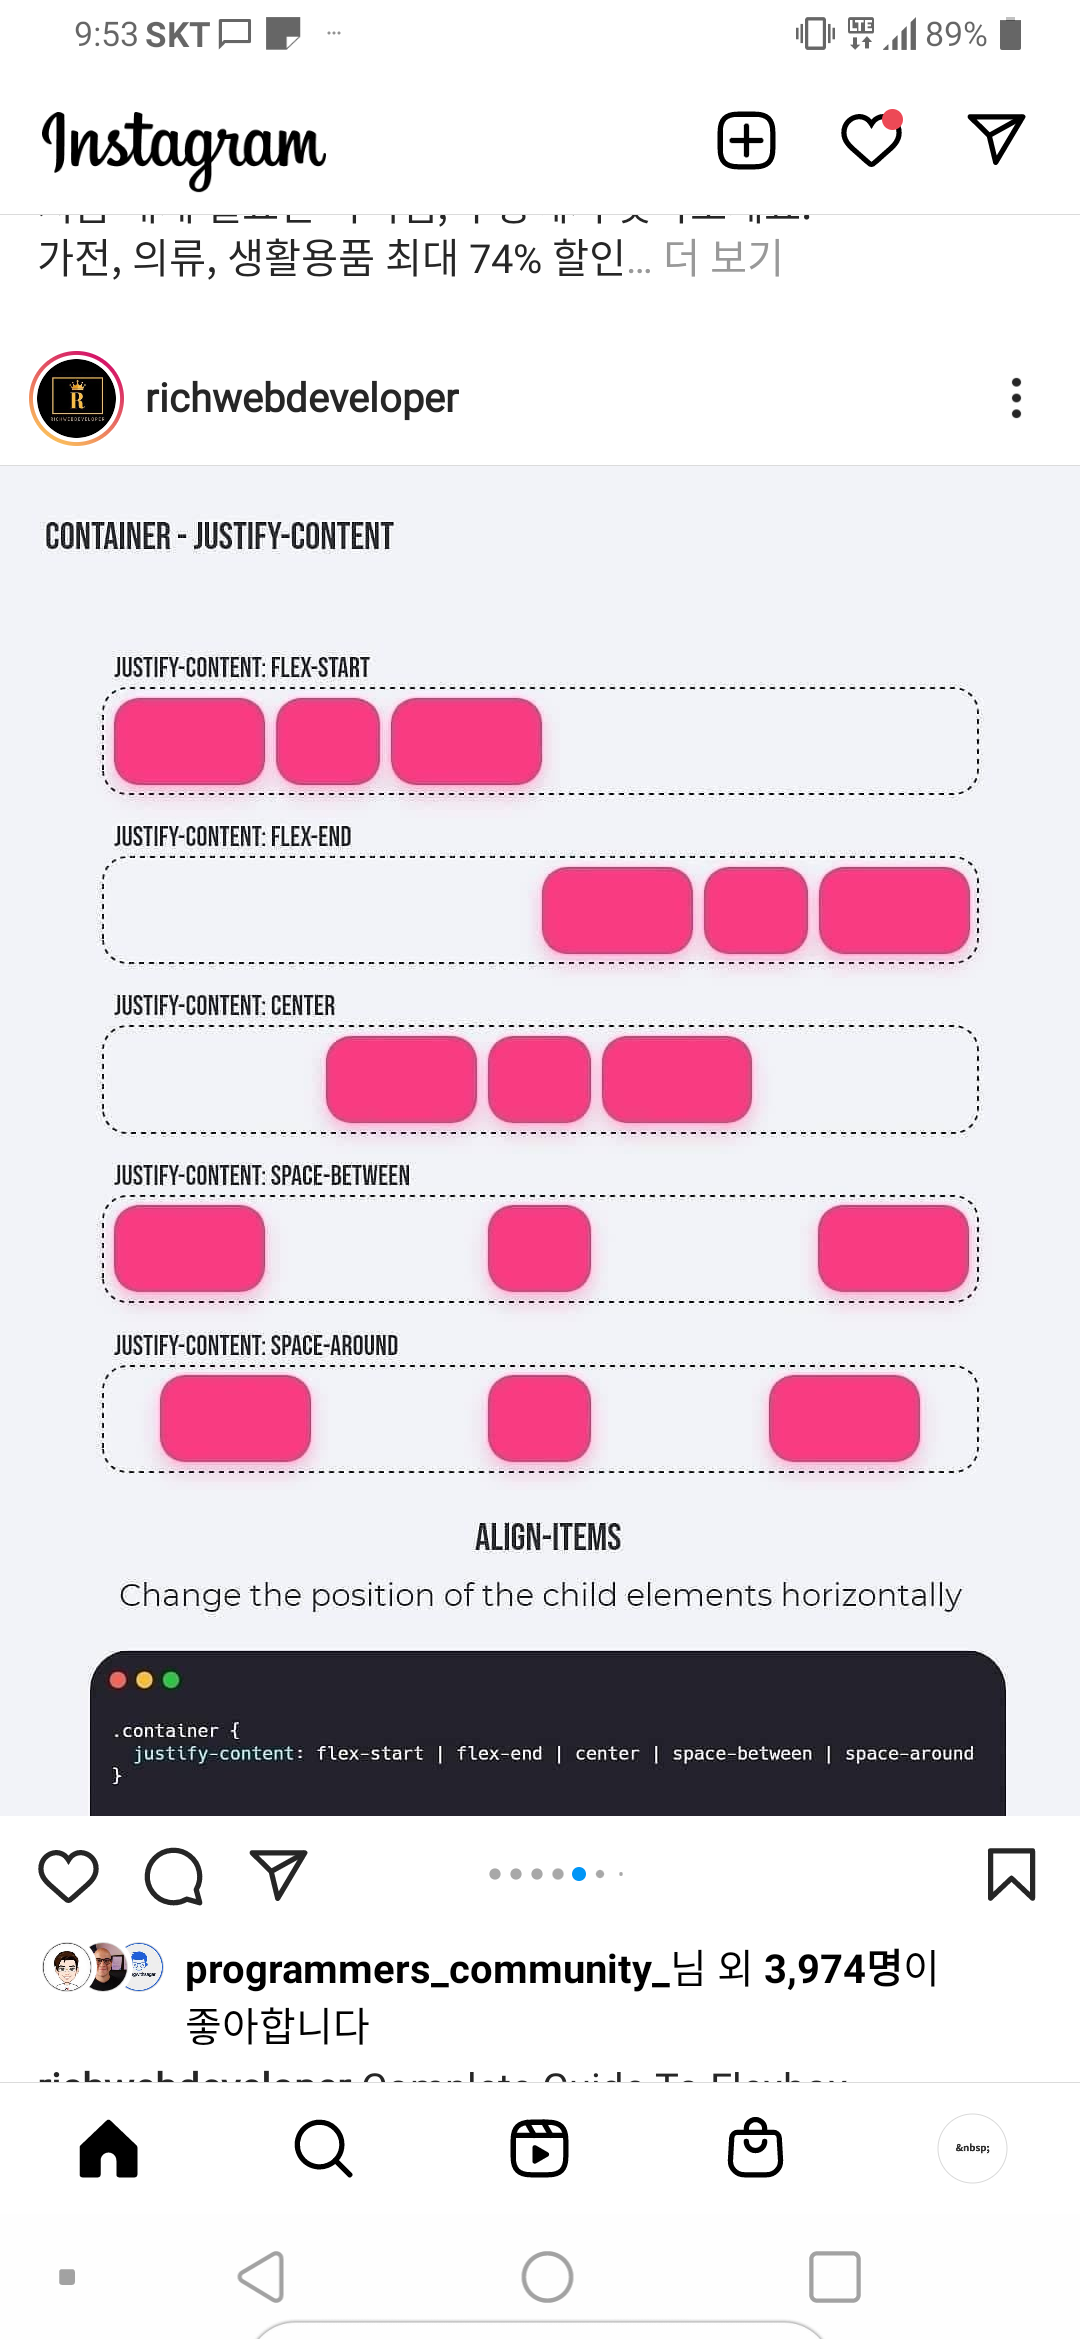 9:53 SKT ··· LTE 89%
Instagram
가전, 의류, 생활용품 최대 74% 할인... 더 보기
R
RICHWEBDEVELOPER
richwebdeveloper
CONTAINER - JUSTIFY-CONTENT
JUSTIFY-CONTENT: FLEX-START
JUSTIFY-CONTENT: FLEX-END
JUSTIFY-CONTENT: CENTER
JUSTIFY-CONTENT: SPACE-BETWEEN
JUSTIFY-CONTENT: SPACE-AROUND
ALIGN-ITEMS
Change the position of the child elements horizontally
.container {
justify-content: flex-start | flex-end | center | space-between | space-around
}
programmers_community_님 외 3,974명이
좋아합니다
richwebdeveloper Complete Guide To Flexbox
&nbsp;